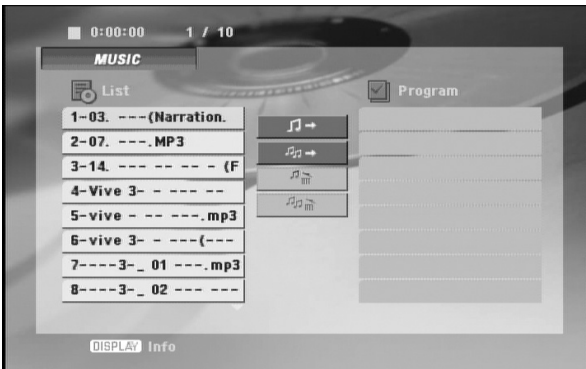 0:00:00 1 / 10
MUSIC
List
Program
1-03. ---(Narration.
2-07. ---.MP3
3-14. --- -- -- - (F
4-Vive 3- - --- --
5-vive - -- ---.mp3
6-vive 3- - ---(---
7----3-_ 01 ---.mp3
8----3-_ 02 --- ---
DISPLAY Info